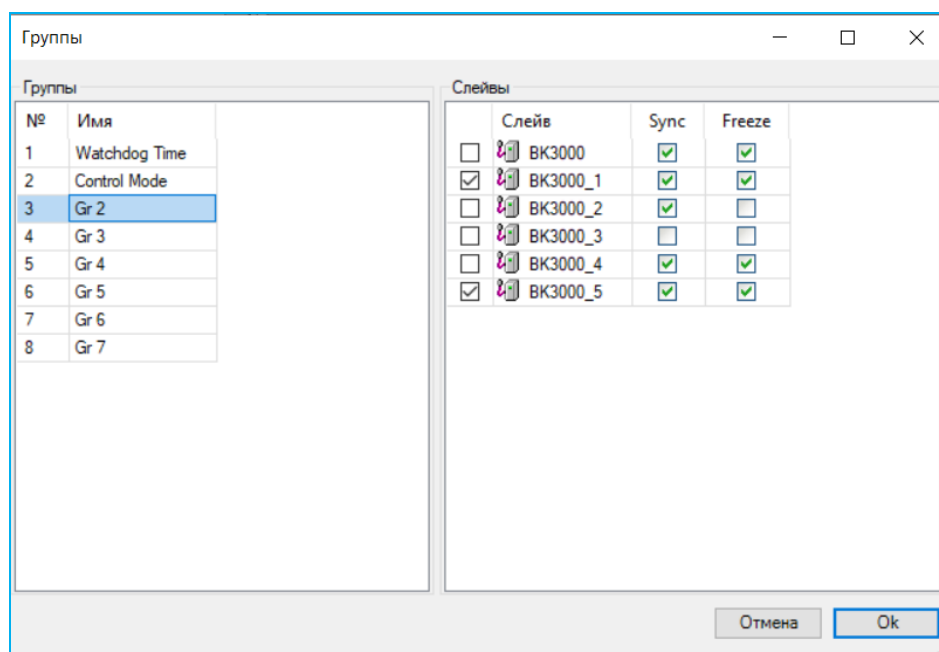 Группы
Группы
№ Имя
1 Watchdog Time
2 Control Mode
3 Gr 2
4 Gr 3
5 Gr 4
6 Gr 5
7 Gr 6
8 Gr 7
Слейвы
Слейв Sync Freeze
BK3000
BK3000_1
BK3000_2
BK3000_3
BK3000_4
BK3000_5
Отмена Ok